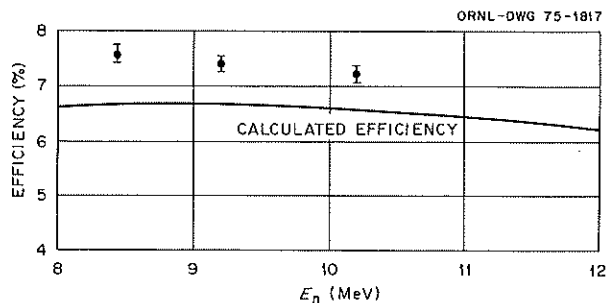 ORNL-DWG 75-1817
8
7
6
5
4
EFFICIENCY (%)
CALCULATED EFFICIENCY
8 9 10 11 12
En (MeV)